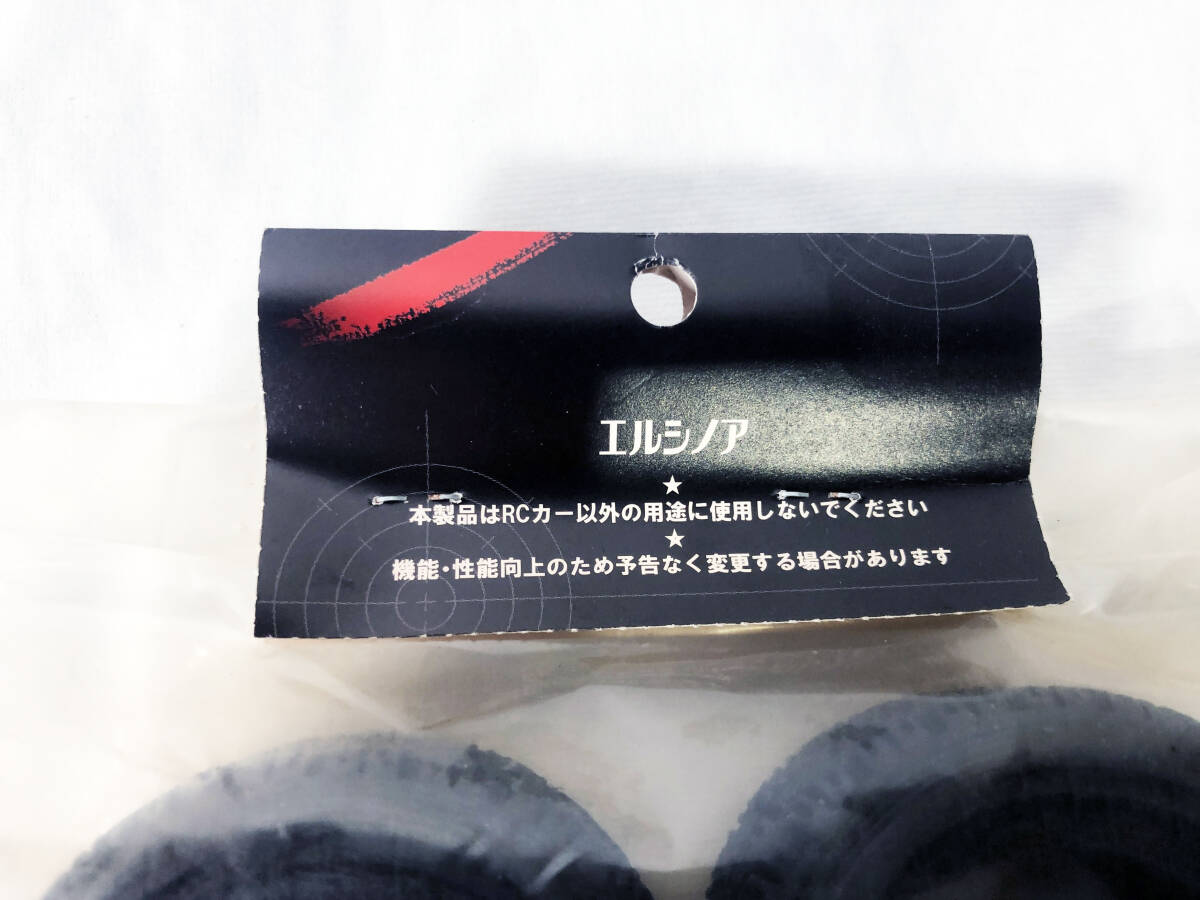 エルシノア
★
本製品はRCカー以外の用途に使用しないでください
★
機能・性能向上のため予告なく変更する場合があります